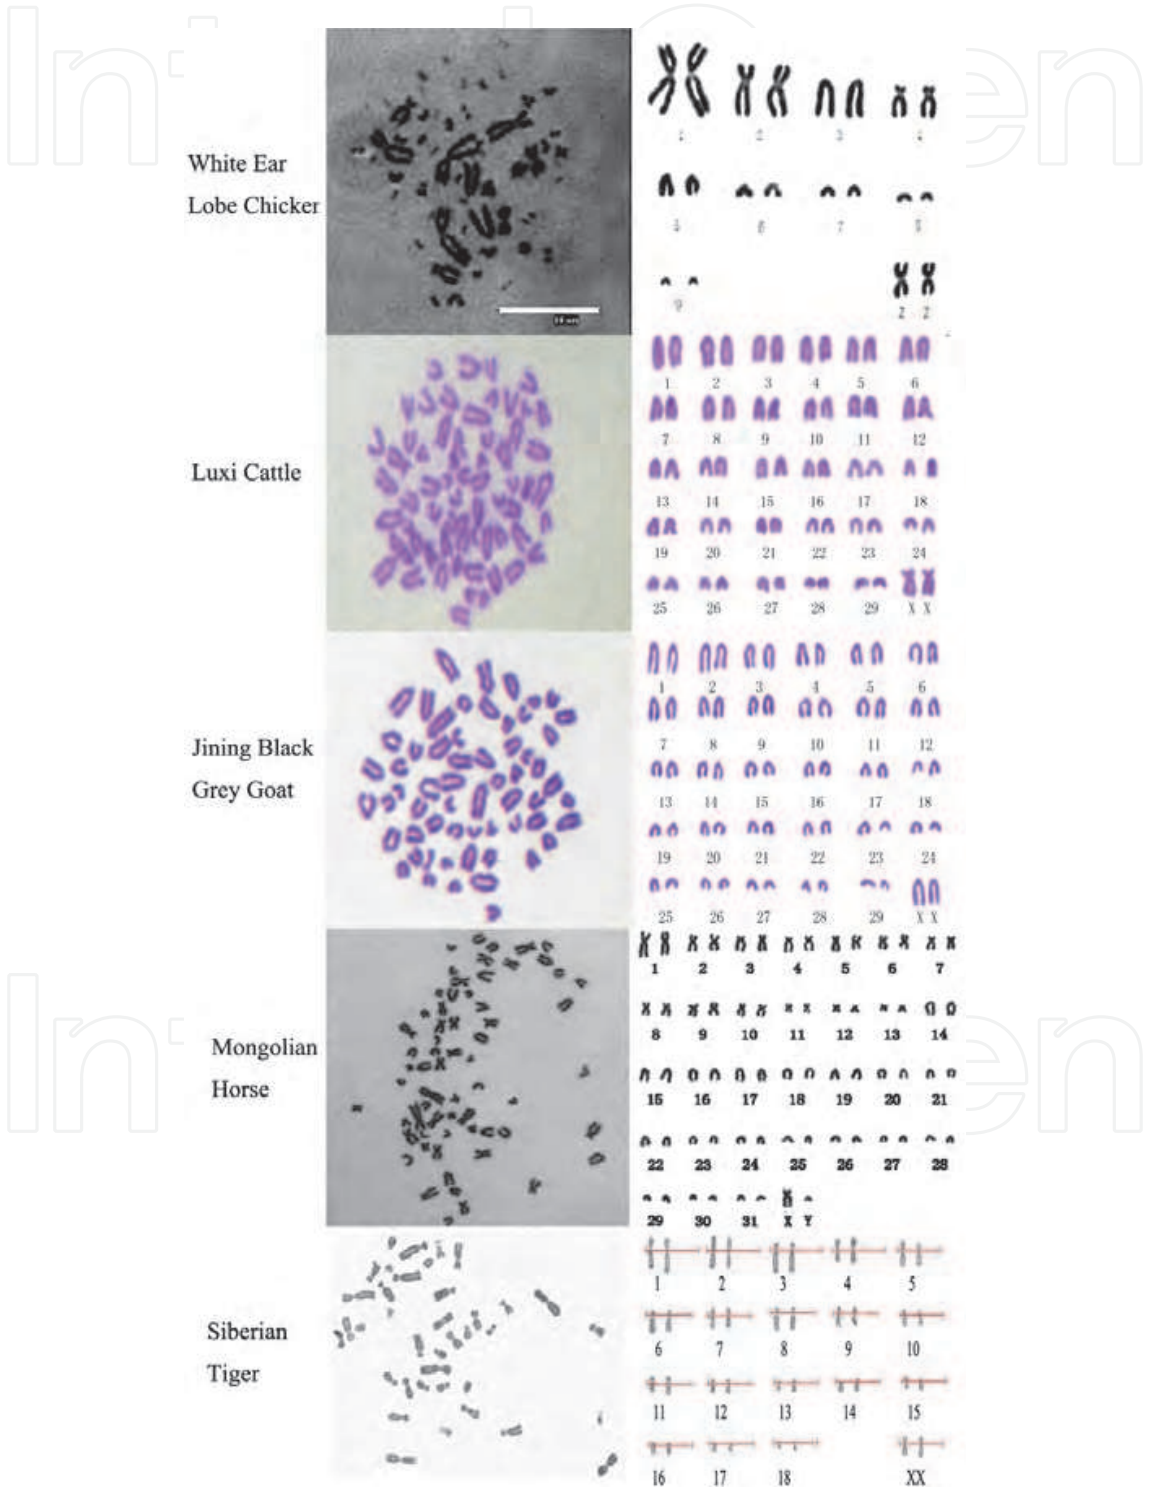 White Ear
Lobe Chicker
1 2 3 4
5 6 7 8
9 Z Z
Luxi Cattle
1 2 3 4 5 6
7 8 9 10 11 12
13 14 15 16 17 18
19 20 21 22 23 24
25 26 27 28 29 X X
Jining Black
Grey Goat
1 2 3 4 5 6
7 8 9 10 11 12
13 14 15 16 17 18
19 20 21 22 23 24
25 26 27 28 29 X X
Mongolian
Horse
1 2 3 4 5 6 7
8 9 10 11 12 13 14
15 16 17 18 19 20 21
22 23 24 25 26 27 28
29 30 31 X Y
Siberian
Tiger
1 2 3 4 5
6 7 8 9 10
11 12 13 14 15
16 17 18 XX